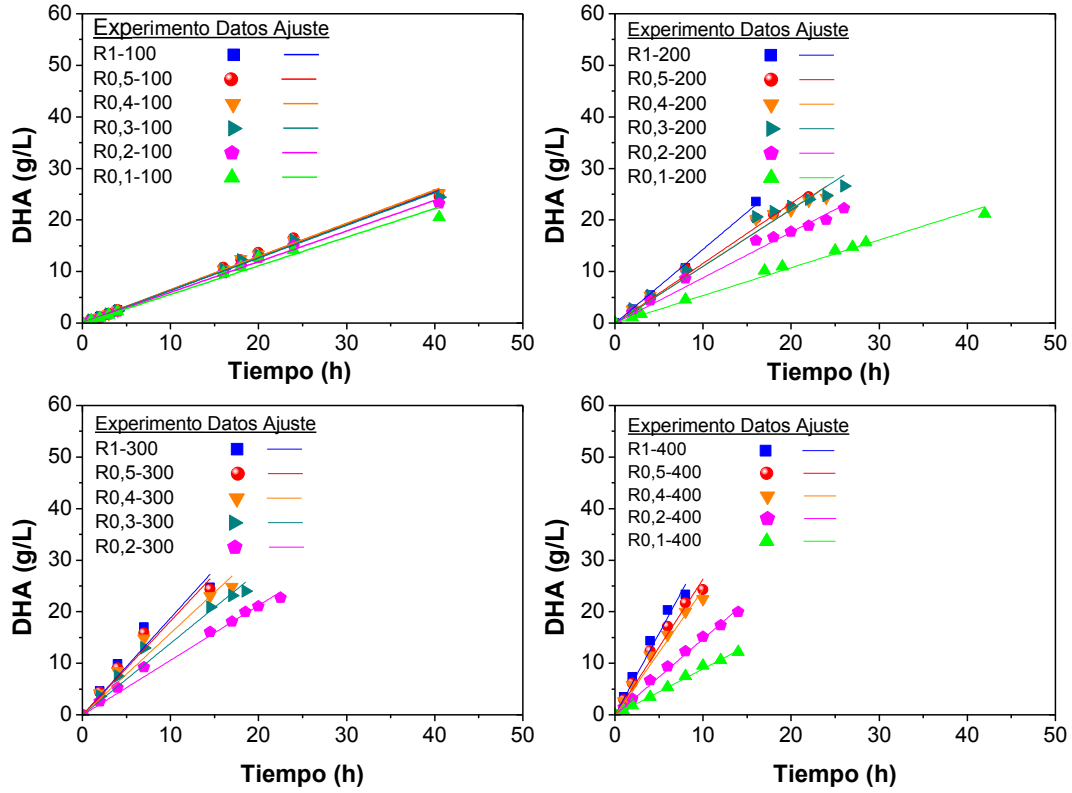 Experimento Datos Ajuste
R1-100
R0,5-100
R0,4-100
R0,3-100
R0,2-100
R0,1-100
DHA (g/L)
60
50
40
30
20
10
0
0 10 20 30 40 50
Tiempo (h)
Experimento Datos Ajuste
R1-200
R0,5-200
R0,4-200
R0,3-200
R0,2-200
R0,1-200
DHA (g/L)
60
50
40
30
20
10
0
0 10 20 30 40 50
Tiempo (h)
Experimento Datos Ajuste
R1-300
R0,5-300
R0,4-300
R0,3-300
R0,2-300
DHA (g/L)
60
50
40
30
20
10
0
0 10 20 30 40 50
Tiempo (h)
Experimento Datos Ajuste
R1-400
R0,5-400
R0,4-400
R0,2-400
R0,1-400
DHA (g/L)
60
50
40
30
20
10
0
0 10 20 30 40 50
Tiempo (h)